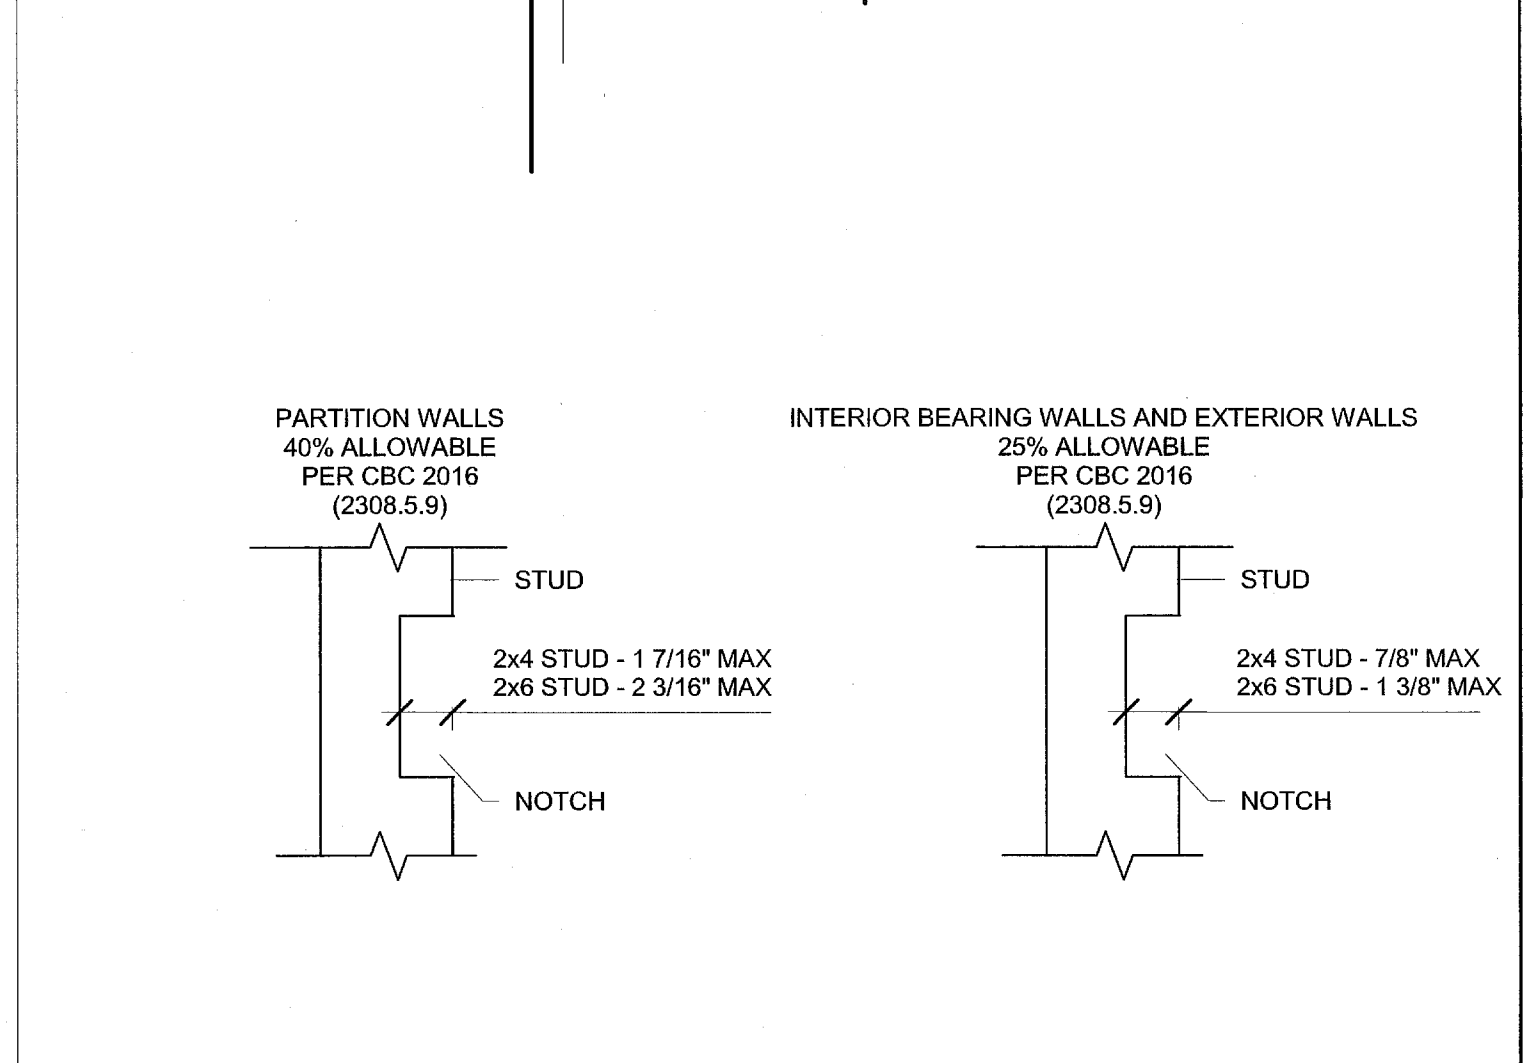 PARTITION WALLS
40% ALLOWABLE
PER CBC 2016
(2308.5.9)
STUD
2x4 STUD - 1 7/16" MAX
2x6 STUD - 2 3/16" MAX
NOTCH
INTERIOR BEARING WALLS AND EXTERIOR WALLS
25% ALLOWABLE
PER CBC 2016
(2308.5.9)
STUD
2x4 STUD - 7/8" MAX
2x6 STUD - 1 3/8" MAX
NOTCH